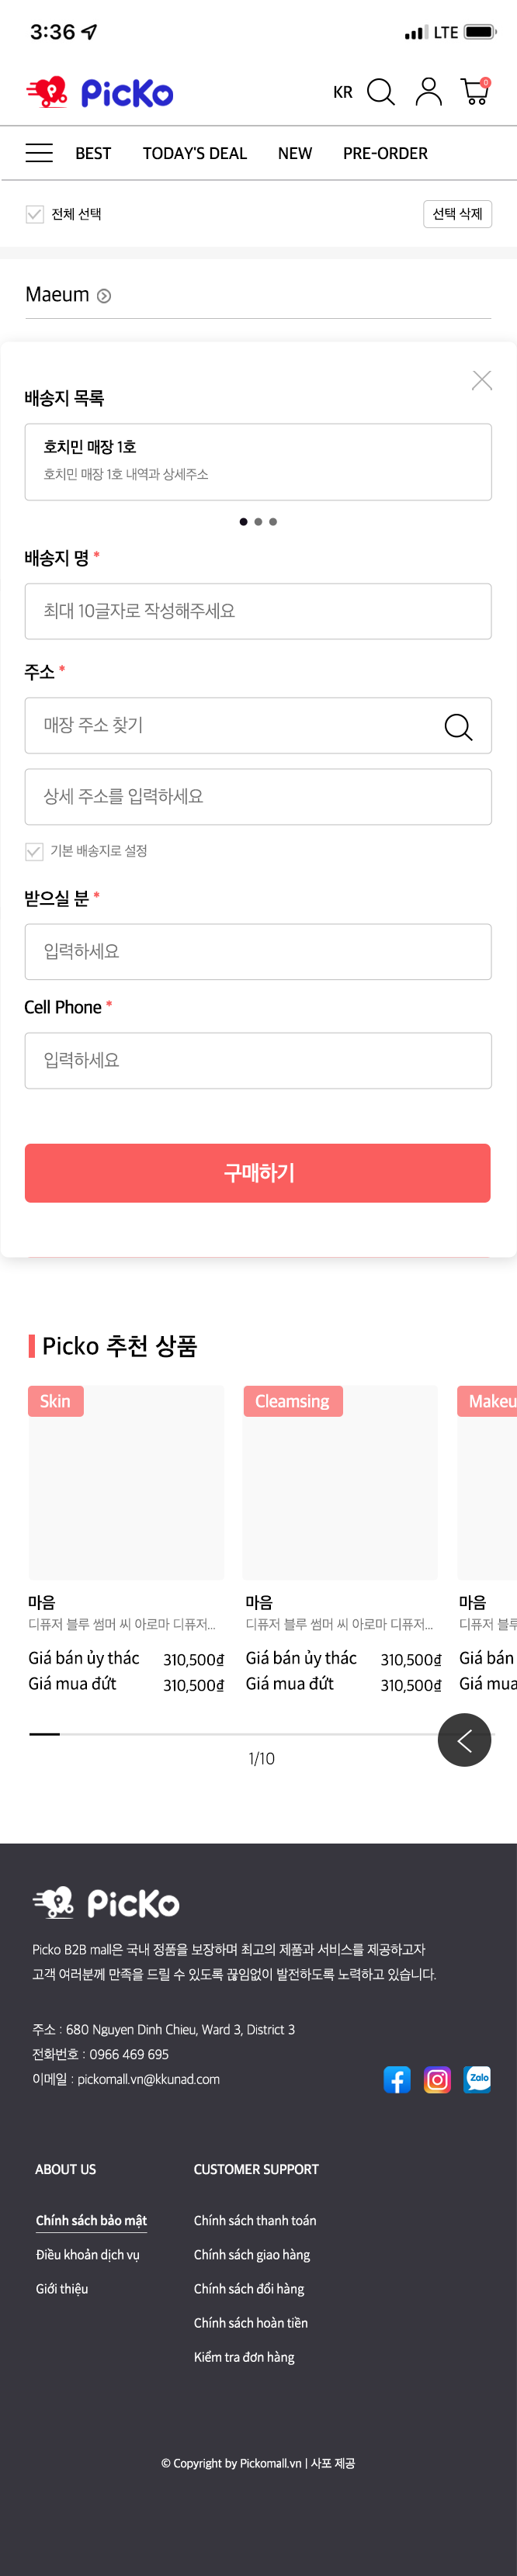 3:36
LTE
PicKo
KR
0
BEST TODAY'S DEAL NEW PRE-ORDER
전체 선택
선택 삭제
Maeum
배송지 목록
호치민 매장 1호
호치민 매장 1호 내역과 상세주소
배송지 명 *
최대 10글자로 작성해주세요
주소 *
매장 주소 찾기
상세 주소를 입력하세요
기본 배송지로 설정
받으실 분 *
입력하세요
Cell Phone *
입력하세요
구매하기
Picko 추천 상품
Skin
Cleamsing
Makeu
마음
디퓨저 블루 썸머 씨 아로마 디퓨저...
Giá bán ủy thác 310,500₫
Giá mua đứt 310,500₫
마음
디퓨저 블루 썸머 씨 아로마 디퓨저...
Giá bán ủy thác 310,500₫
Giá mua đứt 310,500₫
마음
디퓨저 블루
Giá bán
Giá mua
1/10
PicKo
Picko B2B mall은 국내 정품을 보장하며 최고의 제품과 서비스를 제공하고자
고객 여러분께 만족을 드릴 수 있도록 끊임없이 발전하도록 노력하고 있습니다.
주소 : 680 Nguyen Dinh Chieu, Ward 3, District 3
전화번호 : 0966 469 695
이메일 : pickomall.vn@kkunad.com
Zalo
ABOUT US
Chính sách bảo mật
Điều khoản dịch vụ
Giới thiệu
CUSTOMER SUPPORT
Chính sách thanh toán
Chính sách giao hàng
Chính sách đổi hàng
Chính sách hoàn tiền
Kiểm tra đơn hàng
© Copyright by Pickomall.vn | 사포 제공